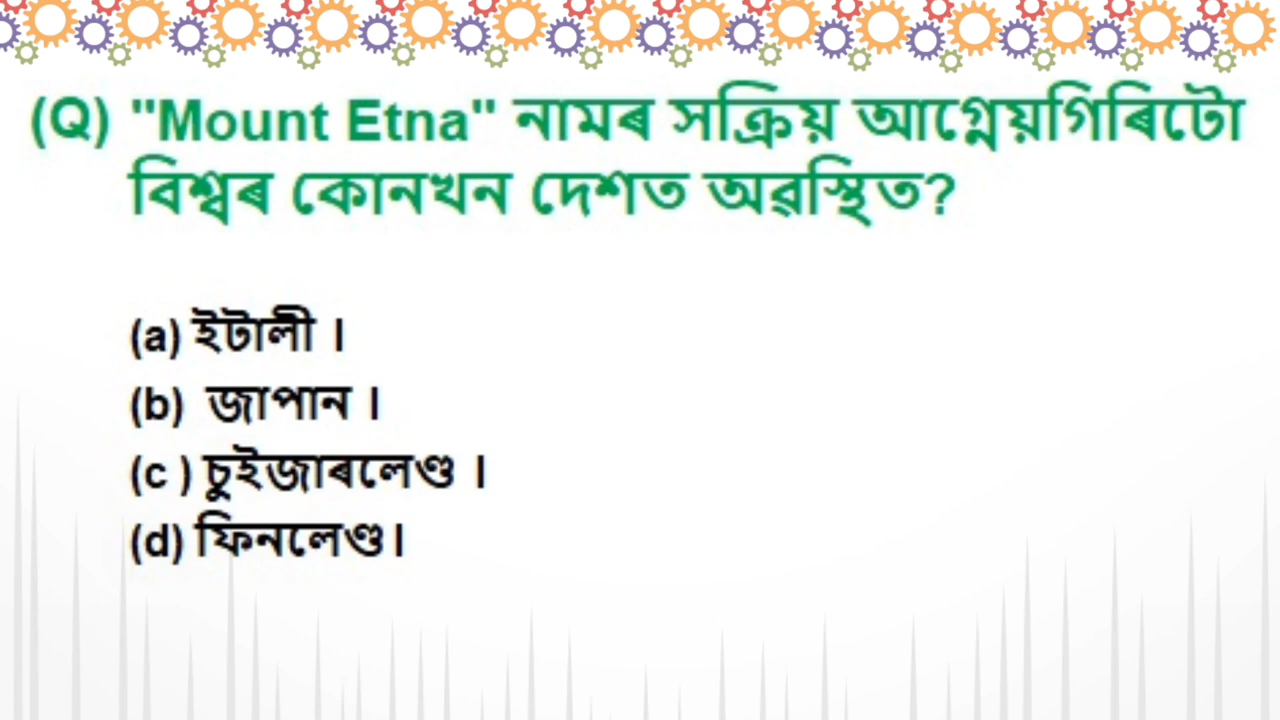 (Q) "Mount Etna" নামৰ সক্ৰিয় আগ্নেয়গিৰিটো
বিশ্বৰ কোনখন দেশত অৱস্থিত?
(a) ইটালী ।
(b) জাপান ।
(c ) চুইজাৰলেণ্ড ।
(d) ফিনলেণ্ড।